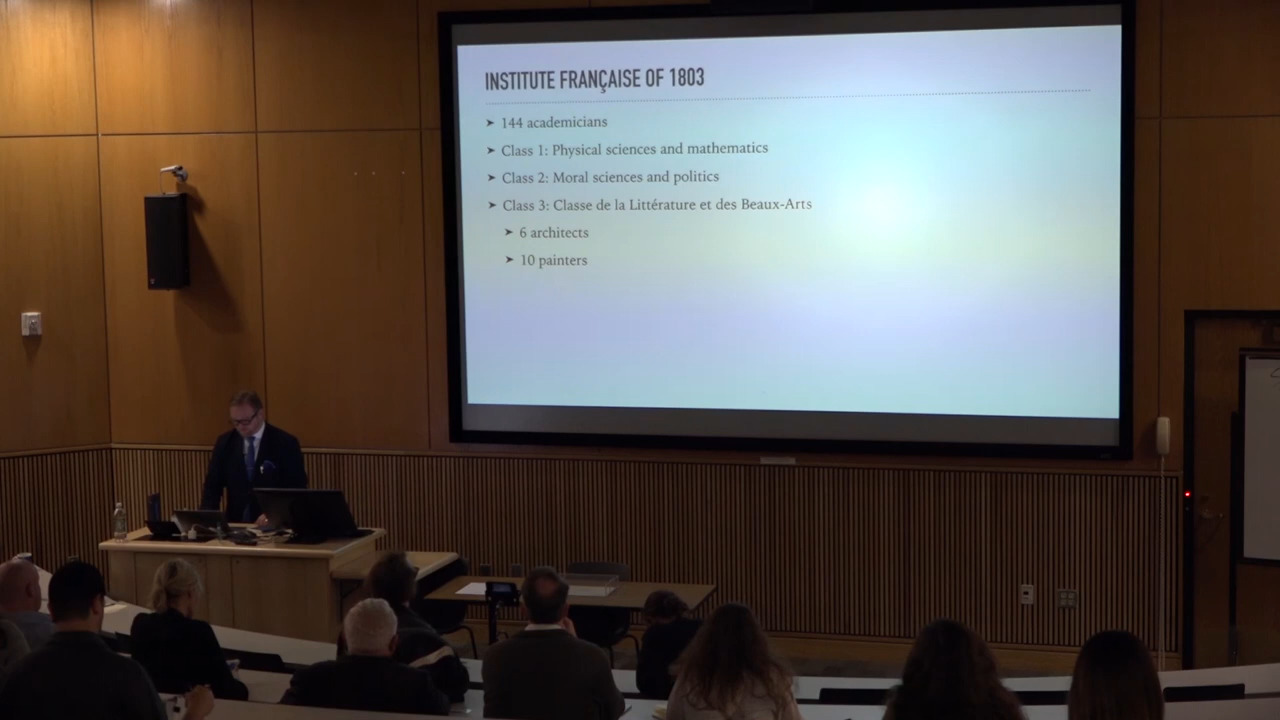 INSTITUTE FRANÇAISE OF 1803
➤ 144 academicians
➤ Class 1: Physical sciences and mathematics
➤ Class 2: Moral sciences and politics
➤ Class 3: Classe de la Littérature et des Beaux-Arts
➤ 6 architects
➤ 10 painters